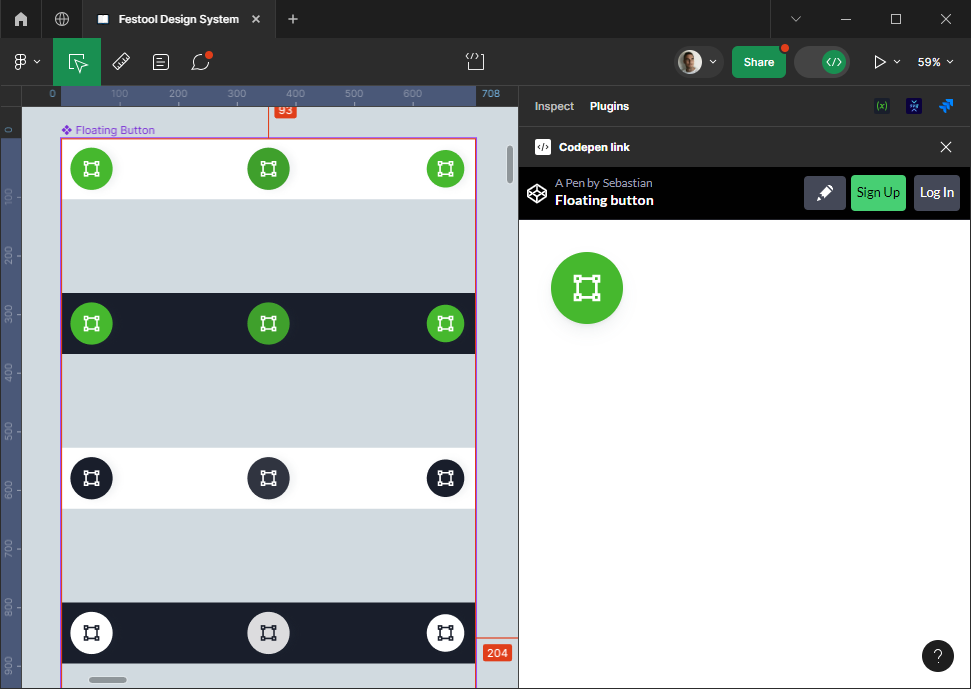 Festool Design System
Share
59%
0 100 200 300 400 500 600 708
0
100
200
300
400
500
600
700
800
900
93
Floating Button
204
Inspect Plugins
(x)
Codepen link
A Pen by Sebastian
Floating button
Sign Up
Log In
?